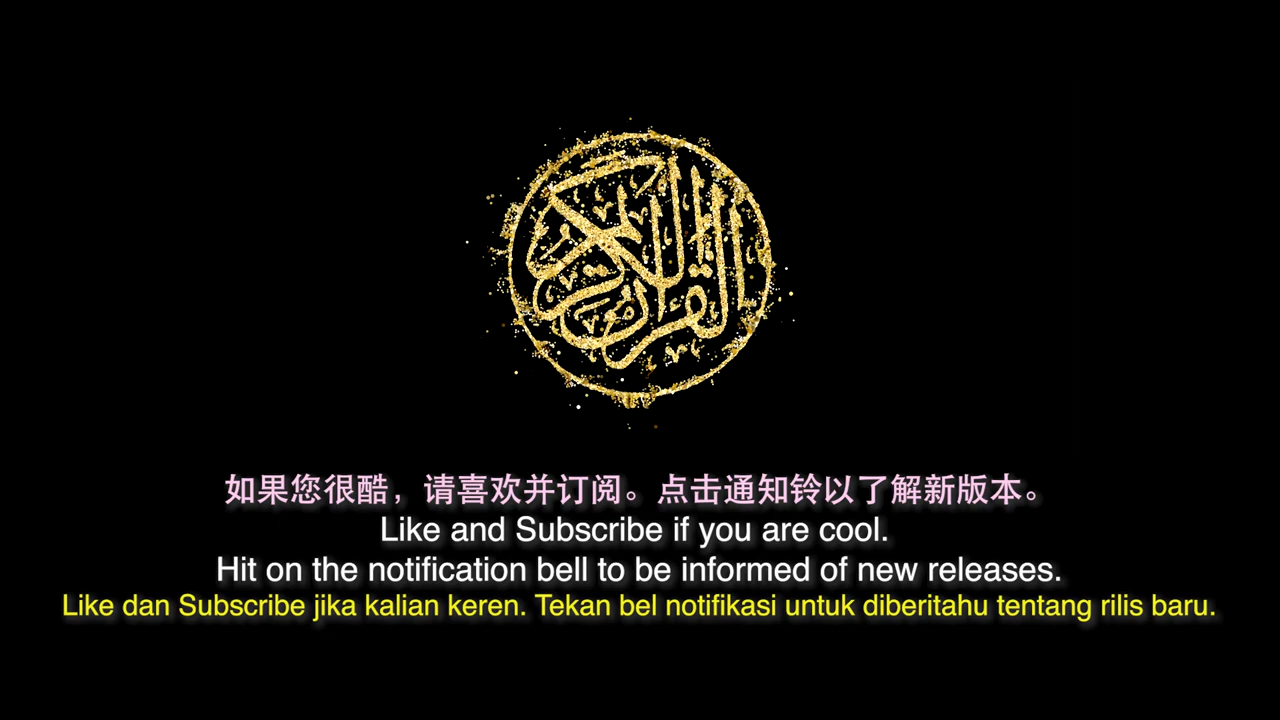 القرآن الكريم
如果您很酷，请喜欢并订阅。点击通知铃以了解新版本。
Like and Subscribe if you are cool.
Hit on the notification bell to be informed of new releases.
Like dan Subscribe jika kalian keren. Tekan bel notifikasi untuk diberitahu tentang rilis baru.